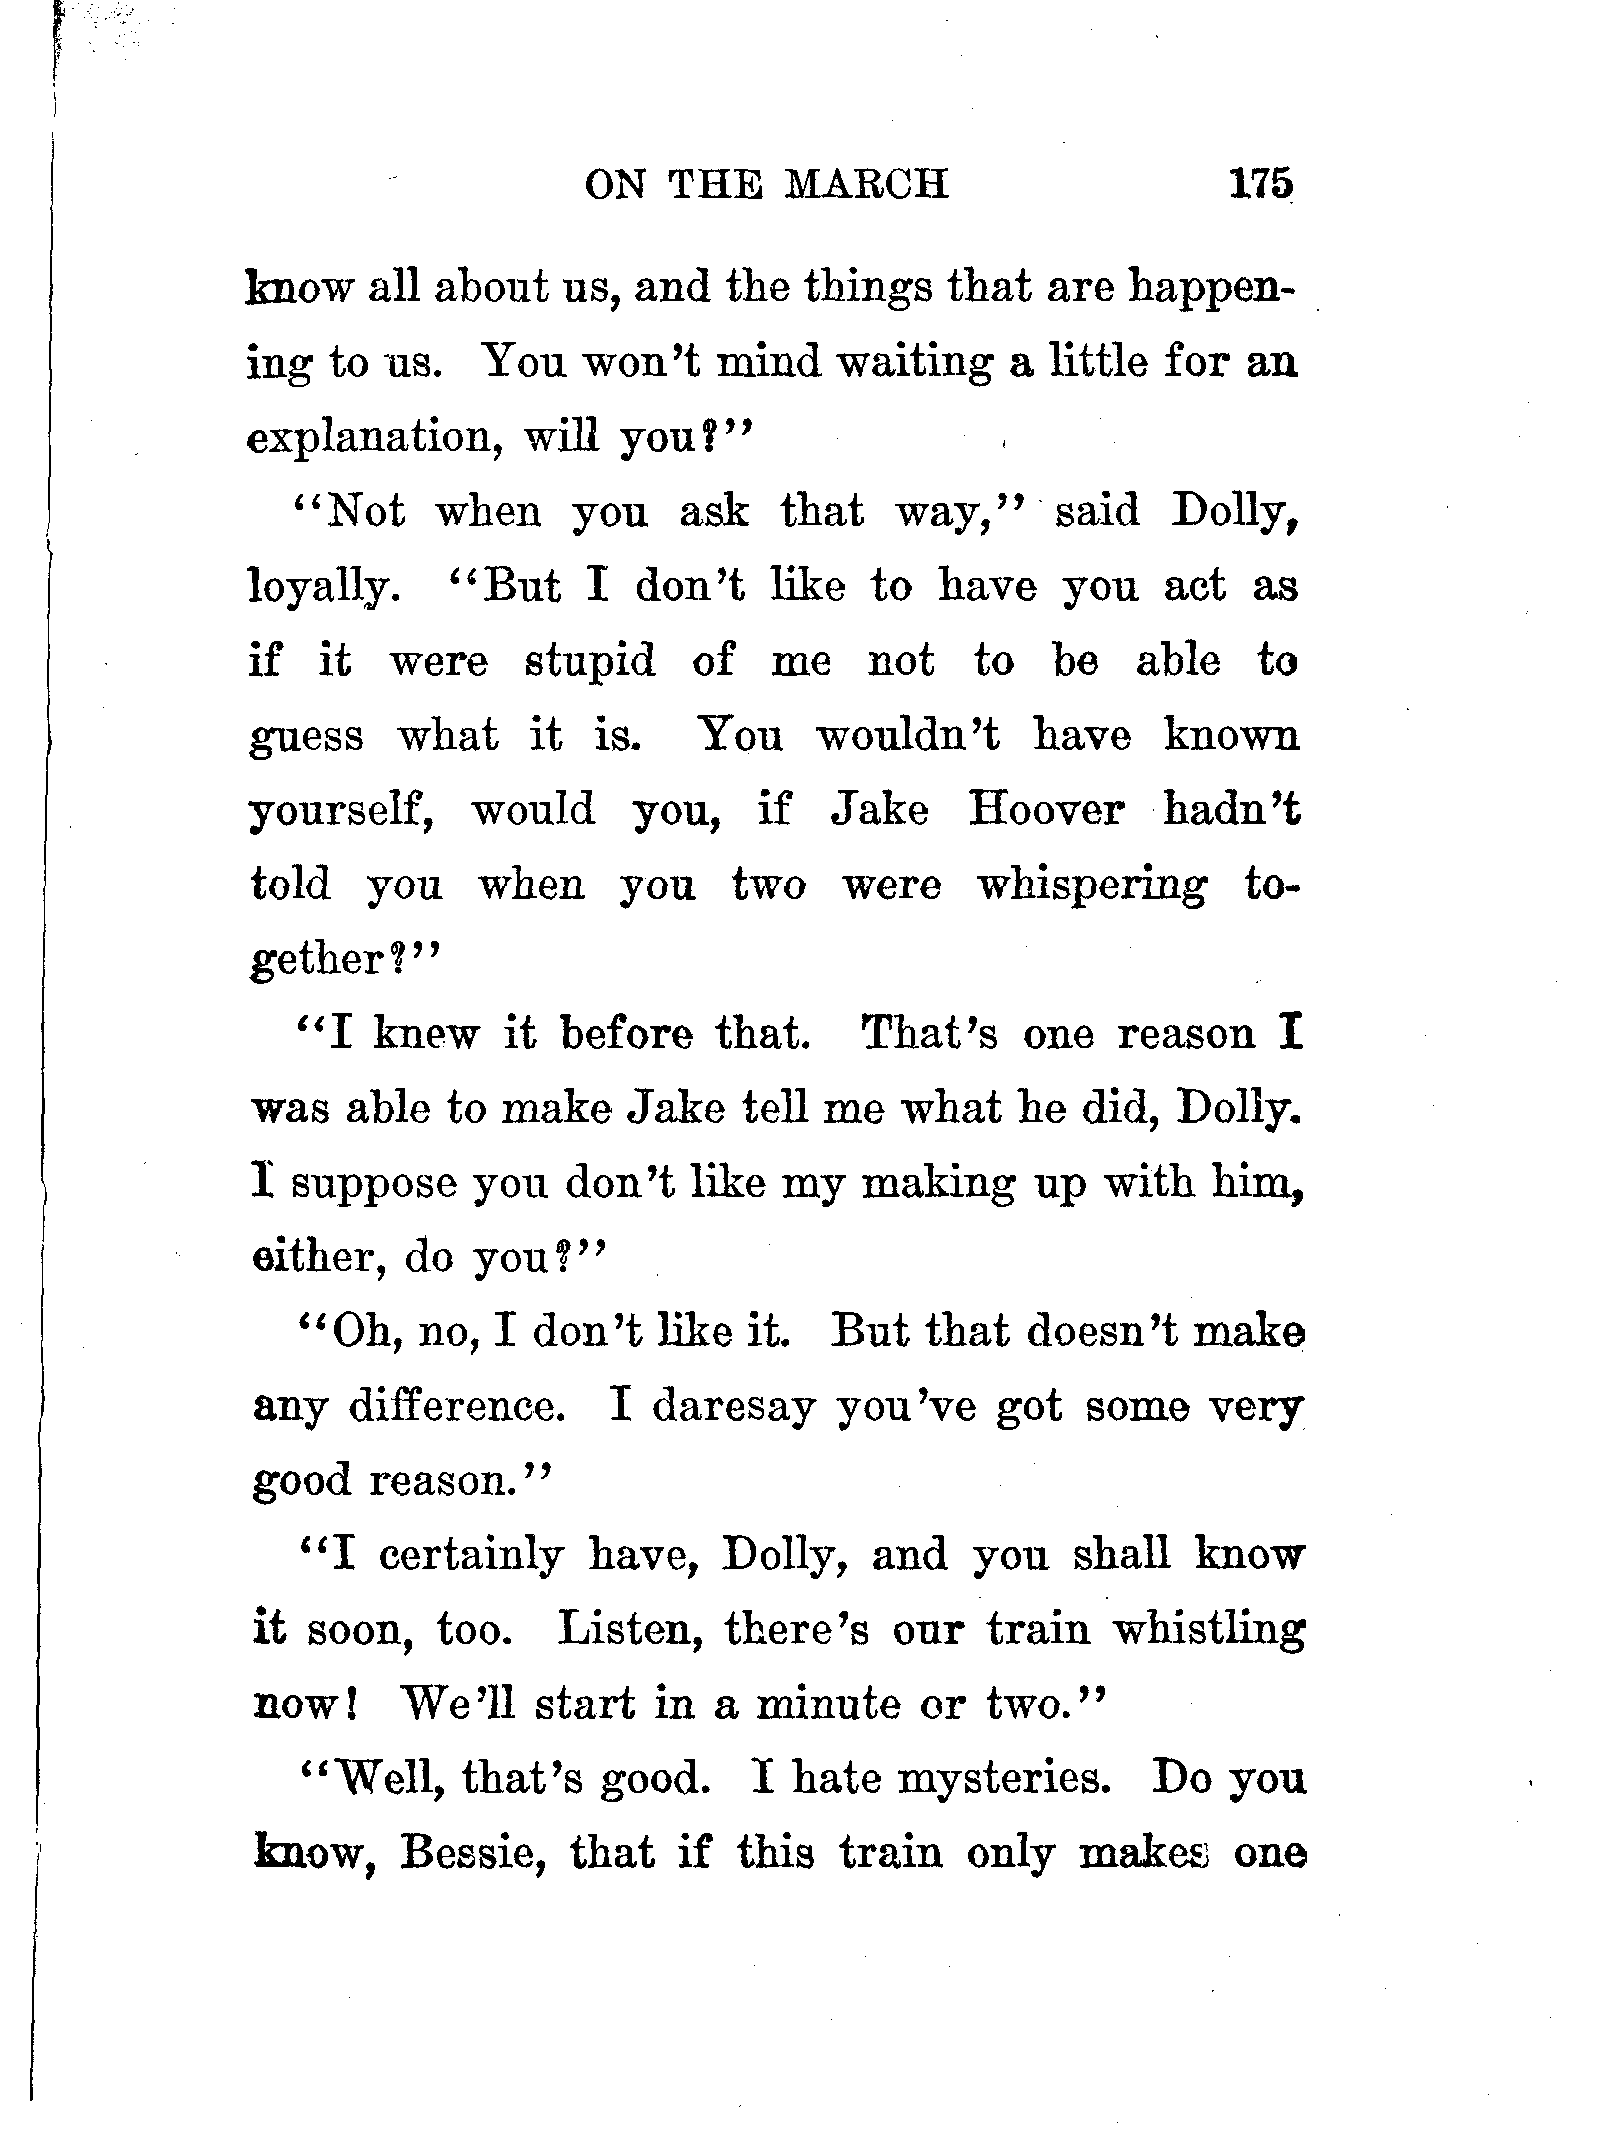 ON THE MARCH 175
know all about us, and the things that are happen-
ing to us. You won't mind waiting a little for an
explanation, will you?"
"Not when you ask that way," said Dolly,
loyally. "But I don't like to have you act as
if it were stupid of me not to be able to
guess what it is. You wouldn't have known
yourself, would you, if Jake Hoover hadn't
told you when you two were whispering to-
gether?"
"I knew it before that. That's one reason I
was able to make Jake tell me what he did, Dolly.
I suppose you don't like my making up with him,
either, do you?"
"Oh, no, I don't like it. But that doesn't make
any difference. I daresay you've got some very
good reason."
"I certainly have, Dolly, and you shall know
it soon, too. Listen, there's our train whistling
now! We'll start in a minute or two."
"Well, that's good. I hate mysteries. Do you
know, Bessie, that if this train only makes one